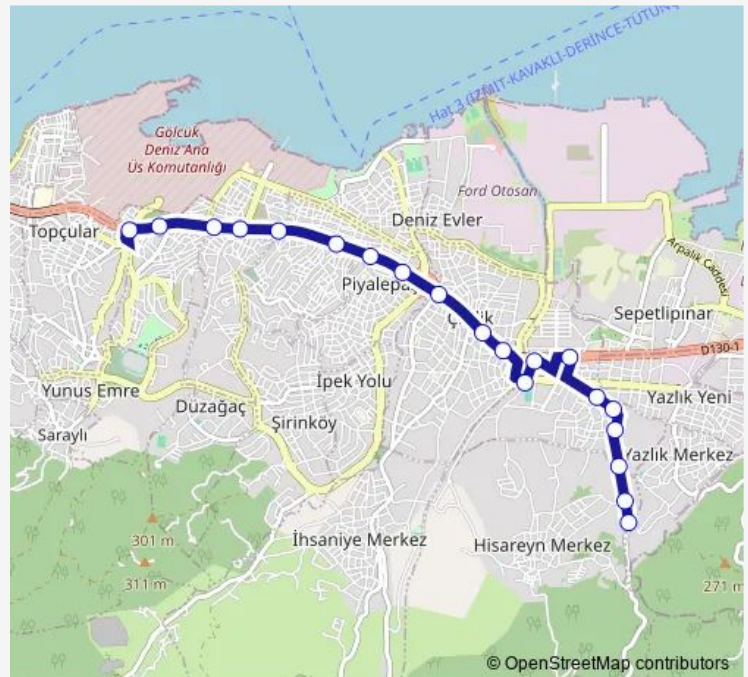 Hat 3 (İZMİT-KAVAKLI-DERİNCE-TÜTÜN
Gölcük
Deniz Ana
Üs Komutanlığı
Ford Otosan
Topçular
Deniz Evler
Arpalık Caddesi
Piyalepaş
Sepetlipınar
D130-1
Yunus Emre
İpek Yolu
Yazlık Yeni
Düzağaç
Şirinköy
Saraylı
Yazlık Merkez
301 m
İhsaniye Merkez
Hisareyn Merkez
311 m
271 m
© OpenStreetMap contributors